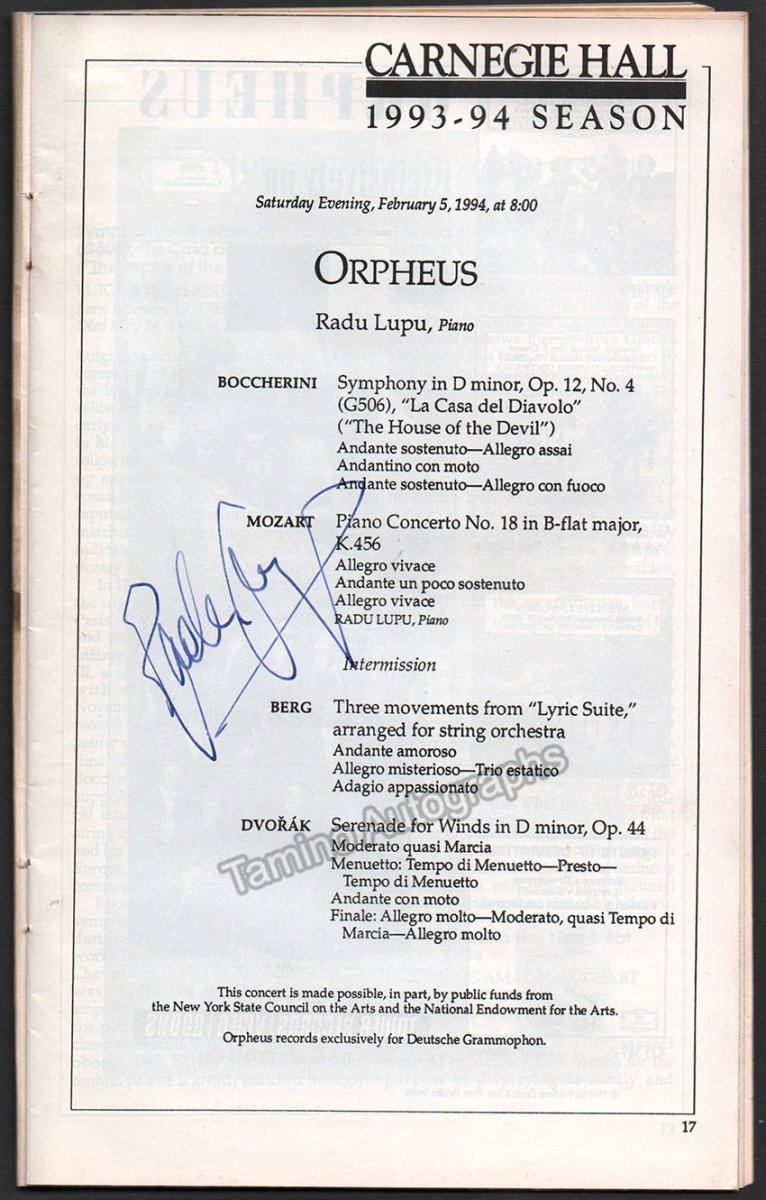 CARNEGIE HALL
1993-94 SEASON
Saturday Evening, February 5, 1994, at 8:00
ORPHEUS
Radu Lupu, Piano
BOCCHERINI Symphony in D minor, Op. 12, No. 4
(G506), “La Casa del Diavolo”
(“The House of the Devil”)
Andante sostenuto—Allegro assai
Andantino con moto
Andante sostenuto—Allegro con fuoco
MOZART Piano Concerto No. 18 in B-flat major,
K.456
Allegro vivace
Andante un poco sostenuto
Allegro vivace
RADU LUPU, Piano
Radu Lupu
Intermission
BERG Three movements from “Lyric Suite,”
arranged for string orchestra
Andante amoroso
Allegro misterioso—Trio estatico
Adagio appassionato
Tamino Autographs
DVOŘÁK Serenade for Winds in D minor, Op. 44
Moderato quasi Marcia
Menuetto: Tempo di Menuetto—Presto—
Tempo di Menuetto
Andante con moto
Finale: Allegro molto—Moderato, quasi Tempo di
Marcia—Allegro molto
This concert is made possible, in part, by public funds from
the New York State Council on the Arts and the National Endowment for the Arts.
Orpheus records exclusively for Deutsche Grammophon.
17